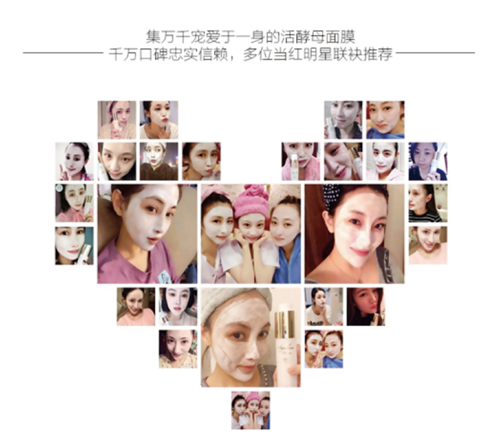 集万千宠爱于一身的活酵母面膜
千万口碑忠实信赖，多位当红明星联袂推荐